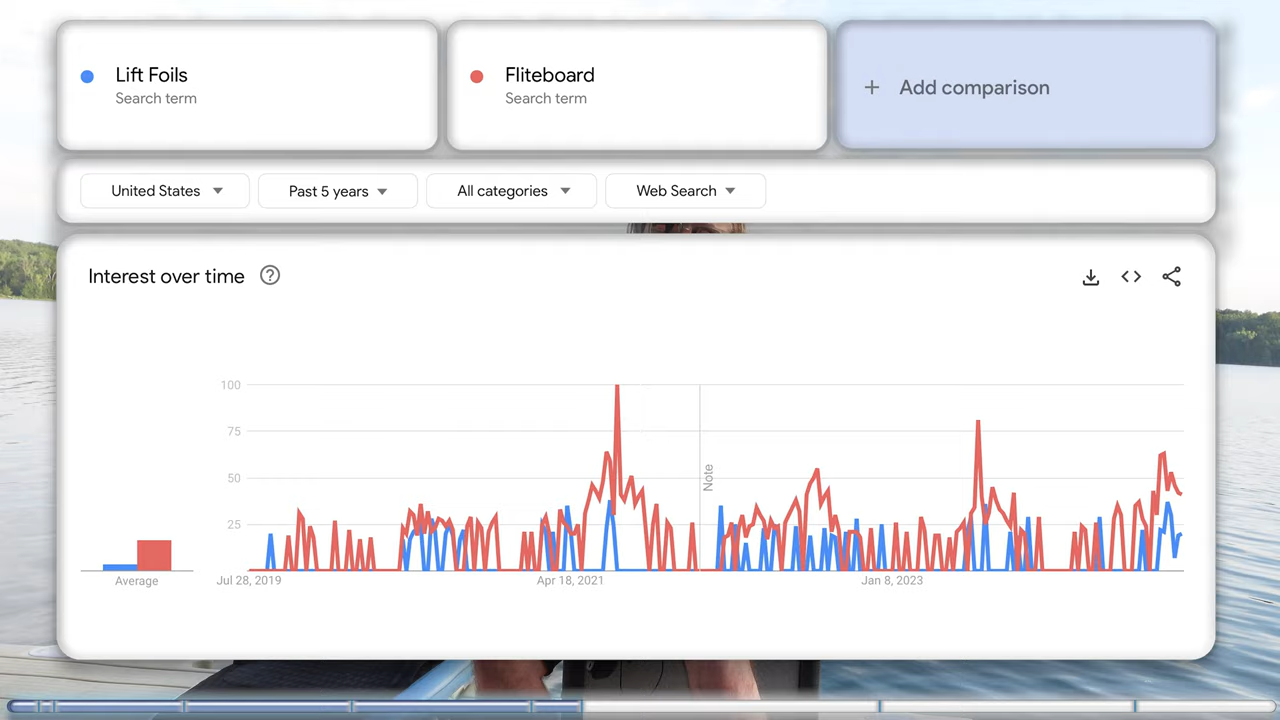 Lift Foils
Search term
Fliteboard
Search term
+ Add comparison
United States
Past 5 years
All categories
Web Search
Interest over time
100
75
50
25
Note
Average
Jul 28, 2019
Apr 18, 2021
Jan 8, 2023